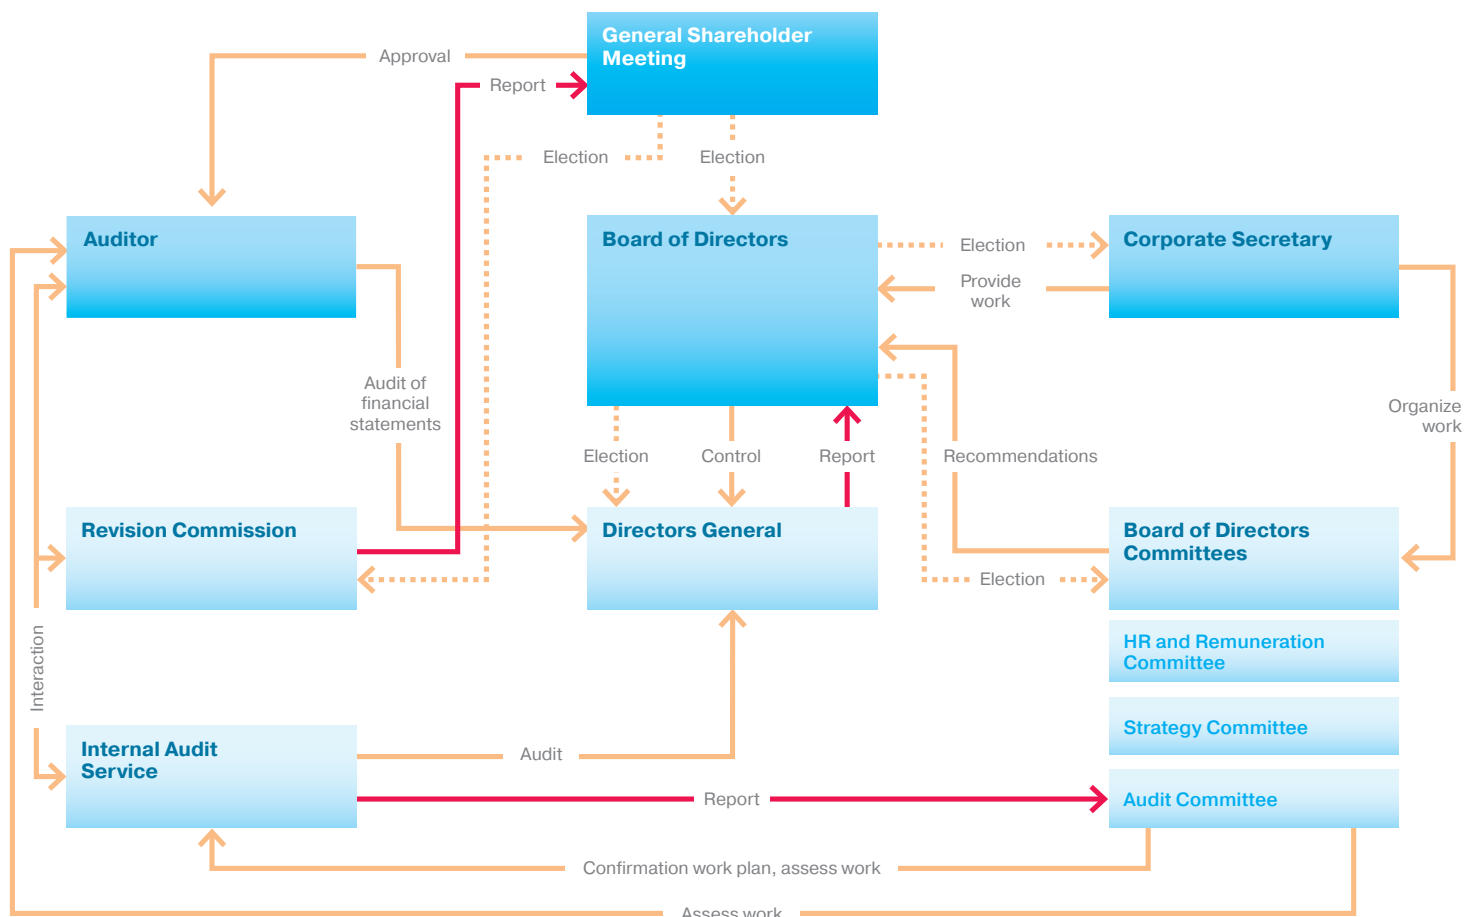 General Shareholder
Meeting
Approval
Report
Election
Election
Auditor
Board of Directors
Corporate Secretary
Election
Provide
work
Audit of
financial
statements
Organize
work
Election
Control
Report
Recommendations
Revision Commission
Directors General
Board of Directors
Committees
Election
HR and Remuneration
Committee
Interaction
Strategy Committee
Internal Audit
Service
Audit
Report
Audit Committee
Confirmation work plan, assess work
Assess work